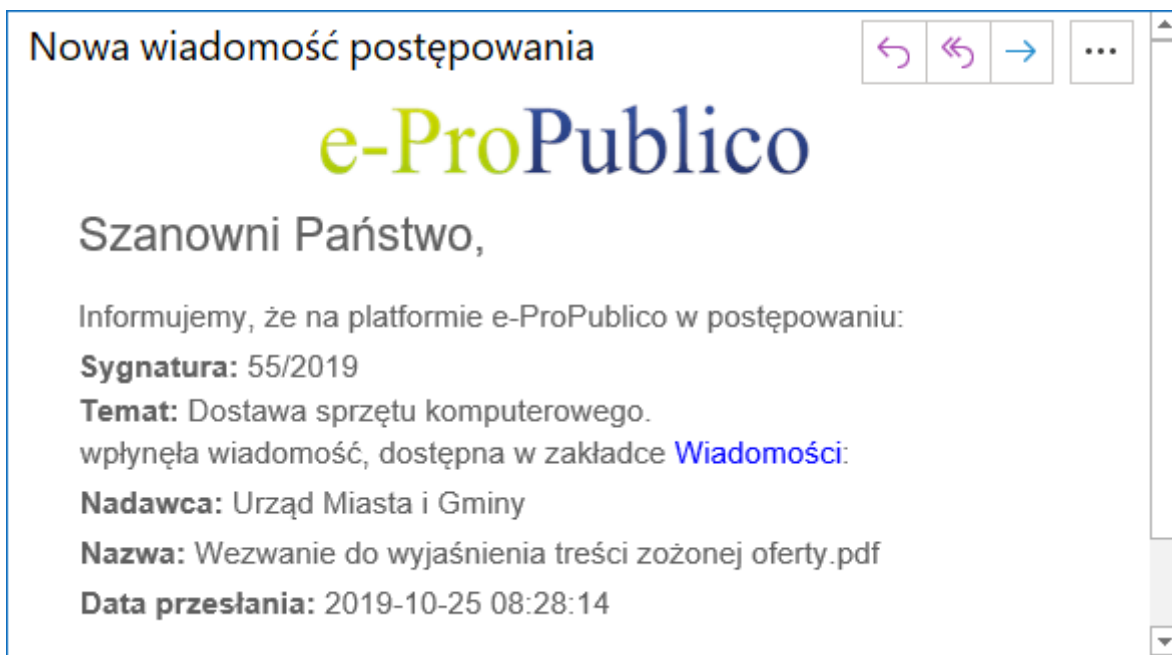 Nowa wiadomość postępowania
e-ProPublico
Szanowni Państwo,
Informujemy, że na platformie e-ProPublico w postępowaniu:
Sygnatura: 55/2019
Temat: Dostawa sprzętu komputerowego.
wpłynęła wiadomość, dostępna w zakładce Wiadomości:
Nadawca: Urząd Miasta i Gminy
Nazwa: Wezwanie do wyjaśnienia treści zożonej oferty.pdf
Data przesłania: 2019-10-25 08:28:14